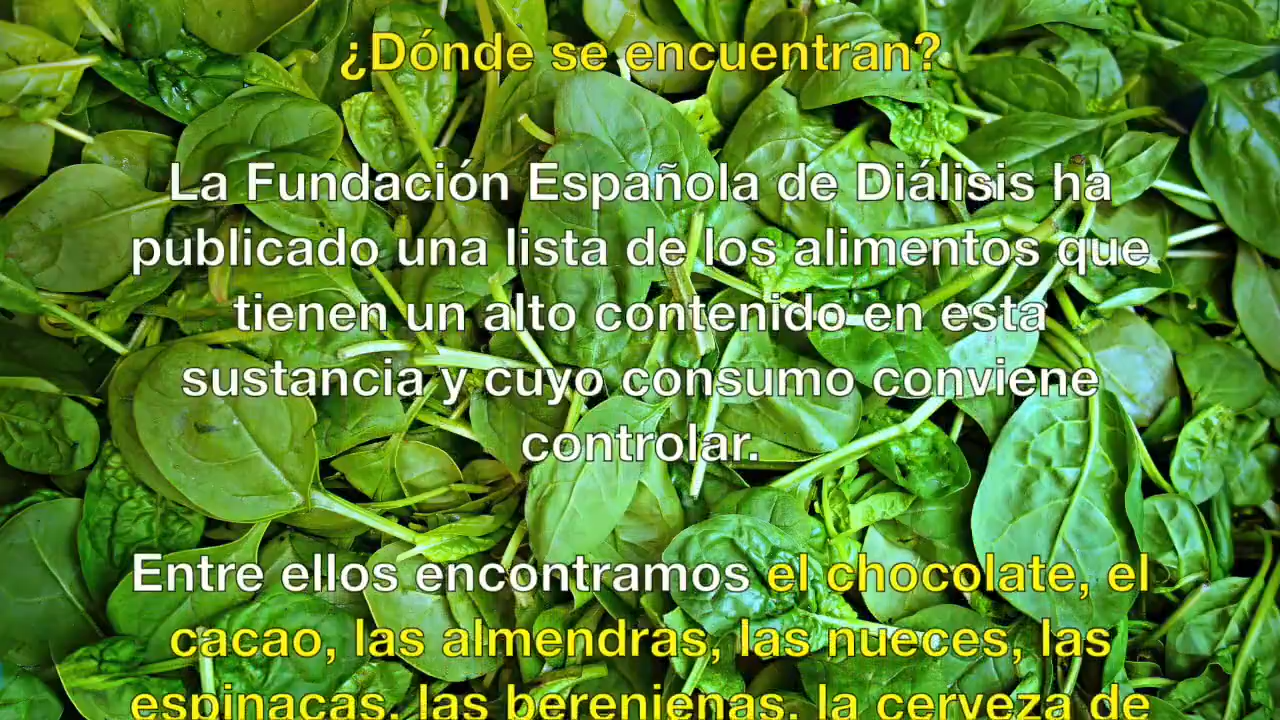 ¿Dónde se encuentran?
La Fundación Española de Diálisis ha
publicado una lista de los alimentos que
tienen un alto contenido en esta
sustancia y cuyo consumo conviene
controlar.
Entre ellos encontramos el chocolate, el
cacao, las almendras, las nueces, las
espinacas, las berenjenas, la cerveza de